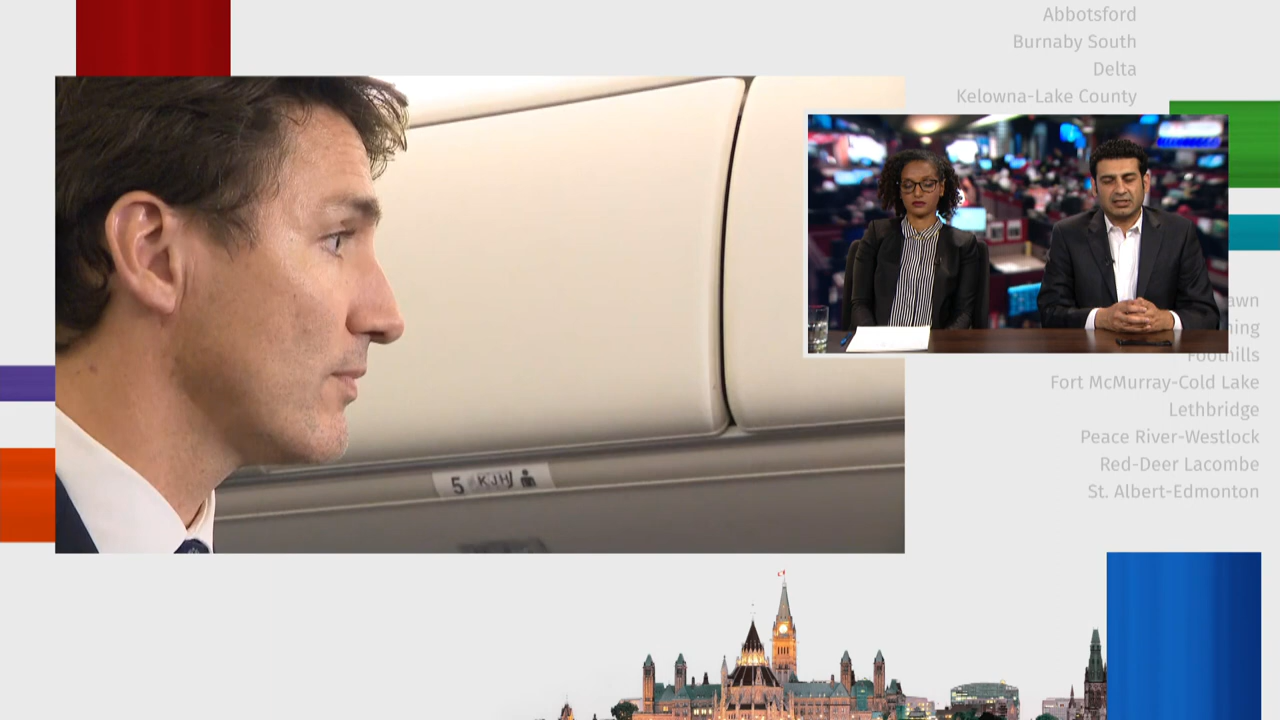 Abbotsford
Burnaby South
Delta
Kelowna-Lake County
Foothills
Fort McMurray-Cold Lake
Lethbridge
Peace River-Westlock
Red-Deer Lacombe
St. Albert-Edmonton
5 KJH